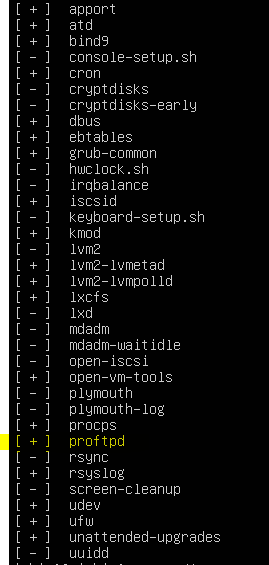 [ + ]  apport
[ + ]  atd
[ + ]  bind9
[ - ]  console-setup.sh
[ + ]  cron
[ - ]  cryptdisks
[ - ]  cryptdisks-early
[ + ]  dbus
[ + ]  ebtables
[ + ]  grub-common
[ - ]  hwclock.sh
[ - ]  irqbalance
[ + ]  iscsid
[ - ]  keyboard-setup.sh
[ + ]  kmod
[ - ]  lvm2
[ + ]  lvm2-lvmetad
[ + ]  lvm2-lvmpolld
[ + ]  lxcfs
[ - ]  lxd
[ - ]  mdadm
[ - ]  mdadm-waitidle
[ - ]  open-iscsi
[ + ]  open-vm-tools
[ - ]  plymouth
[ - ]  plymouth-log
[ + ]  procps
[ + ]  proftpd
[ - ]  rsync
[ + ]  rsyslog
[ - ]  screen-cleanup
[ + ]  udev
[ + ]  ufw
[ + ]  unattended-upgrades
[ - ]  uuidd